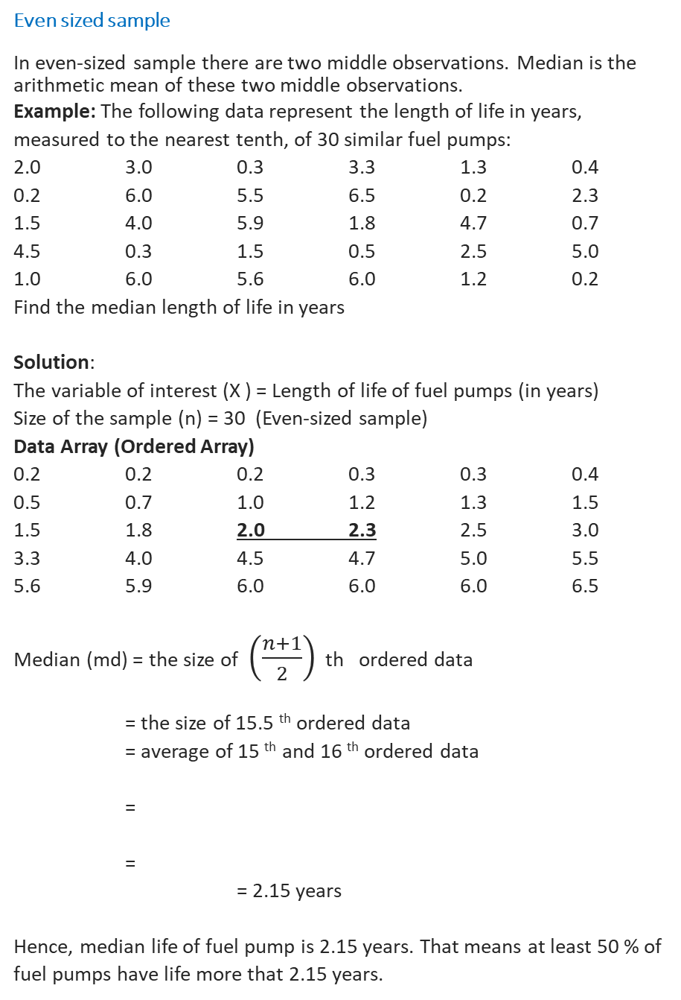 Even sized sample
In even-sized sample there are two middle observations. Median is the
arithmetic mean of these two middle observations.
Example: The following data represent the length of life in years,
measured to the nearest tenth, of 30 similar fuel pumps:
2.0 3.0 0.3 3.3 1.3 0.4
0.2 6.0 5.5 6.5 0.2 2.3
1.5 4.0 5.9 1.8 4.7 0.7
4.5 0.3 1.5 0.5 2.5 5.0
1.0 6.0 5.6 6.0 1.2 0.2
Find the median length of life in years
Solution:
The variable of interest (X ) = Length of life of fuel pumps (in years)
Size of the sample (n) = 30 (Even-sized sample)
Data Array (Ordered Array)
0.2 0.2 0.2 0.3 0.3 0.4
0.5 0.7 1.0 1.2 1.3 1.5
1.5 1.8 2.0 2.3 2.5 3.0
3.3 4.0 4.5 4.7 5.0 5.5
5.6 5.9 6.0 6.0 6.0 6.5
Median (md) = the size of (n+1/2) th ordered data
= the size of 15.5 th ordered data
= average of 15 th and 16 th ordered data
=
=
= 2.15 years
Hence, median life of fuel pump is 2.15 years. That means at least 50 % of
fuel pumps have life more that 2.15 years.